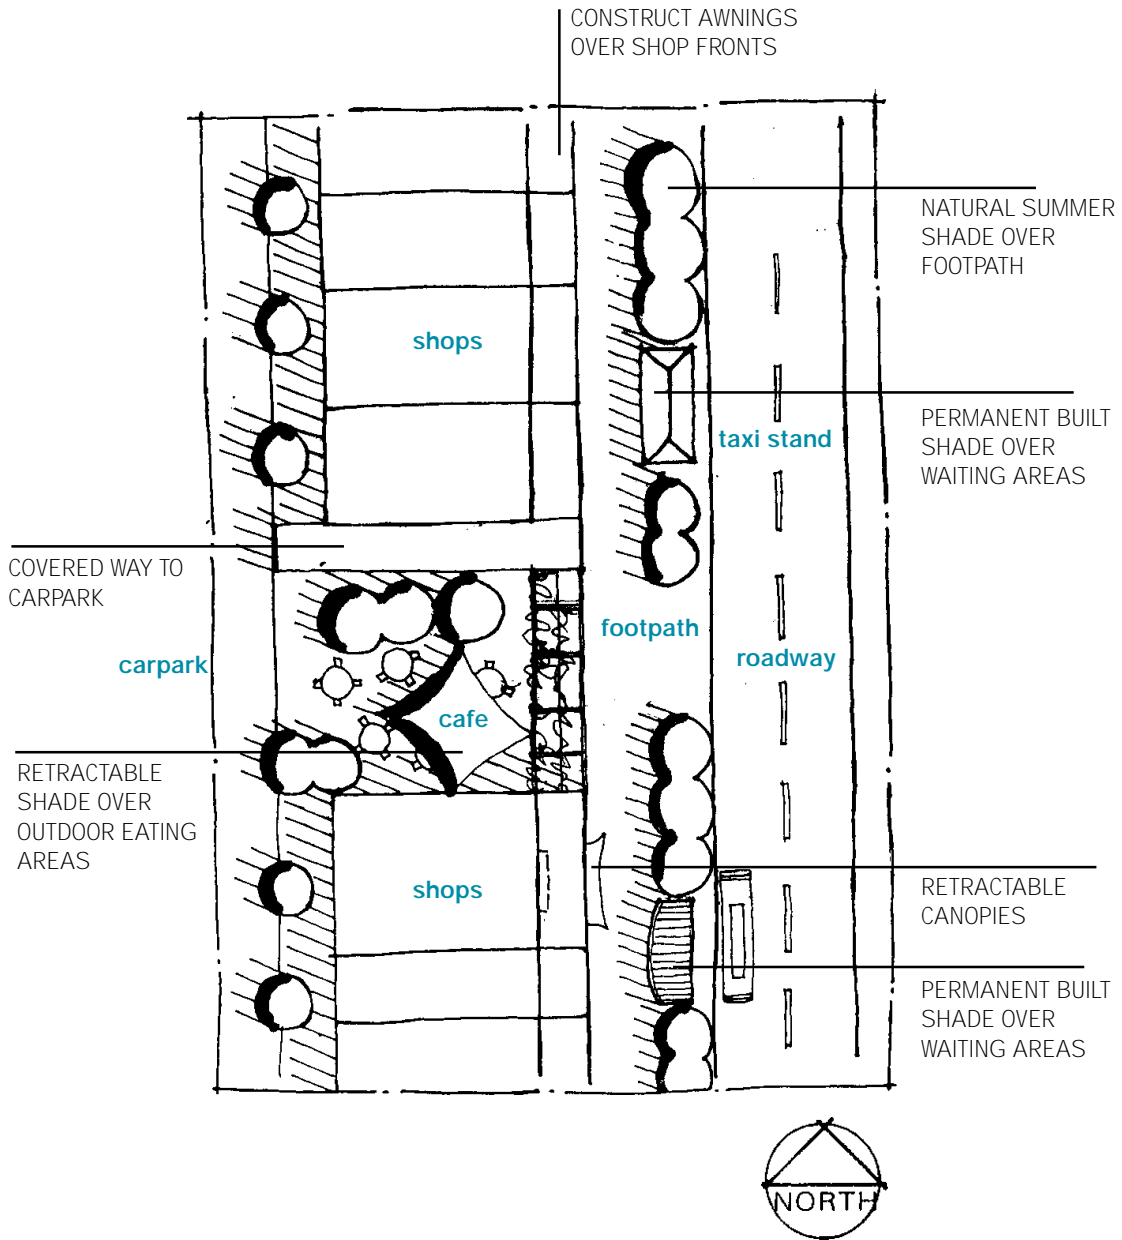 CONSTRUCT AWNINGS
OVER SHOP FRONTS
NATURAL SUMMER
SHADE OVER
FOOTPATH
shops
PERMANENT BUILT
SHADE OVER
WAITING AREAS
taxi stand
COVERED WAY TO
CARPARK
footpath
carpark
roadway
cafe
RETRACTABLE
SHADE OVER
OUTDOOR EATING
AREAS
shops
RETRACTABLE
CANOPIES
PERMANENT BUILT
SHADE OVER
WAITING AREAS
NORTH